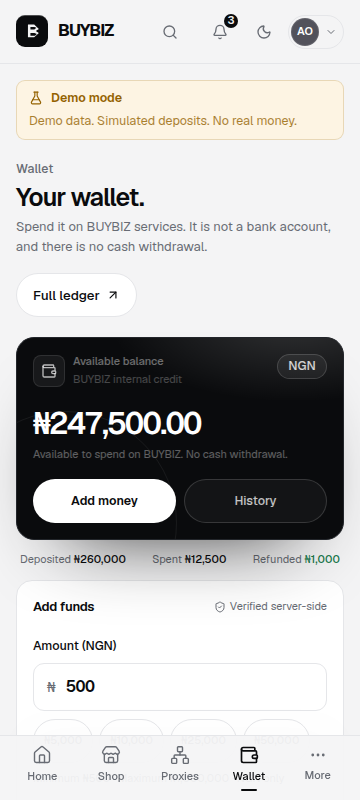 BUYBIZ
3
AO
Demo mode
Demo data. Simulated deposits. No real money.
Wallet
Your wallet.
Spend it on BUYBIZ services. It is not a bank account,
and there is no cash withdrawal.
Full ledger
Available balance
NGN
BUYBIZ internal credit
₦247,500.00
Available to spend on BUYBIZ. No cash withdrawal.
Add money
History
Deposited ₦260,000 Spent ₦12,500 Refunded ₦1,000
Add funds
Verified server-side
Amount (NGN)
₦ 500
Home
Shop
Proxies
Wallet
More